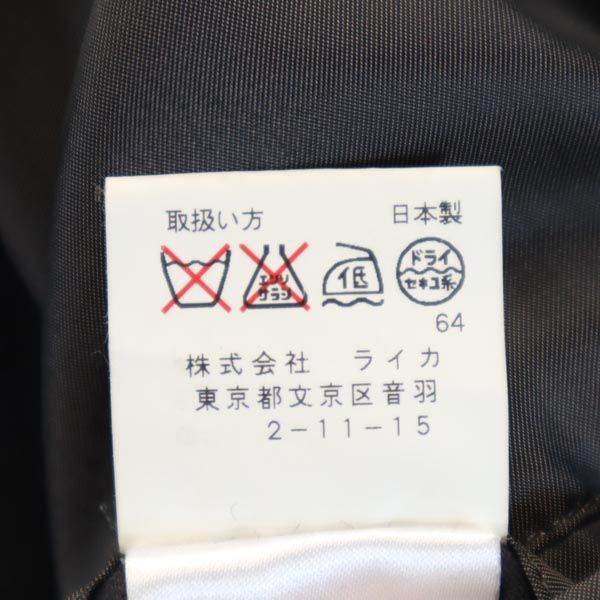 取扱い方 日本製
エンソ サラシ 低 ドライ セキユ系
64
株式会社 ライカ
東京都文京区音羽
2-11-15